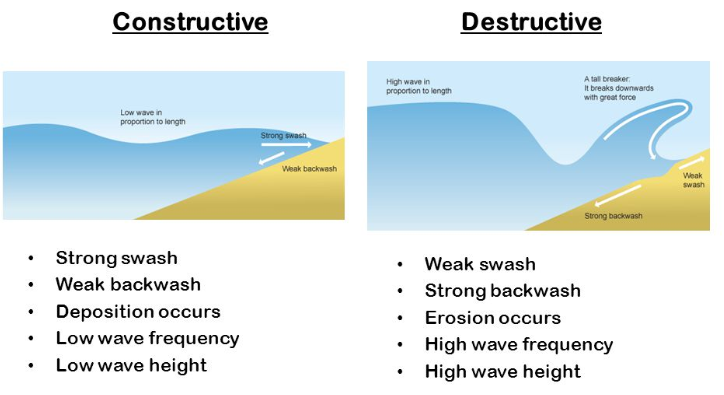 Constructive
Low wave in
proportion to length
Strong swash
Weak backwash
• Strong swash
• Weak backwash
• Deposition occurs
• Low wave frequency
• Low wave height
Destructive
High wave in
proportion to length
A tall breaker:
It breaks downwards
with great force
Weak
swash
Strong backwash
• Weak swash
• Strong backwash
• Erosion occurs
• High wave frequency
• High wave height